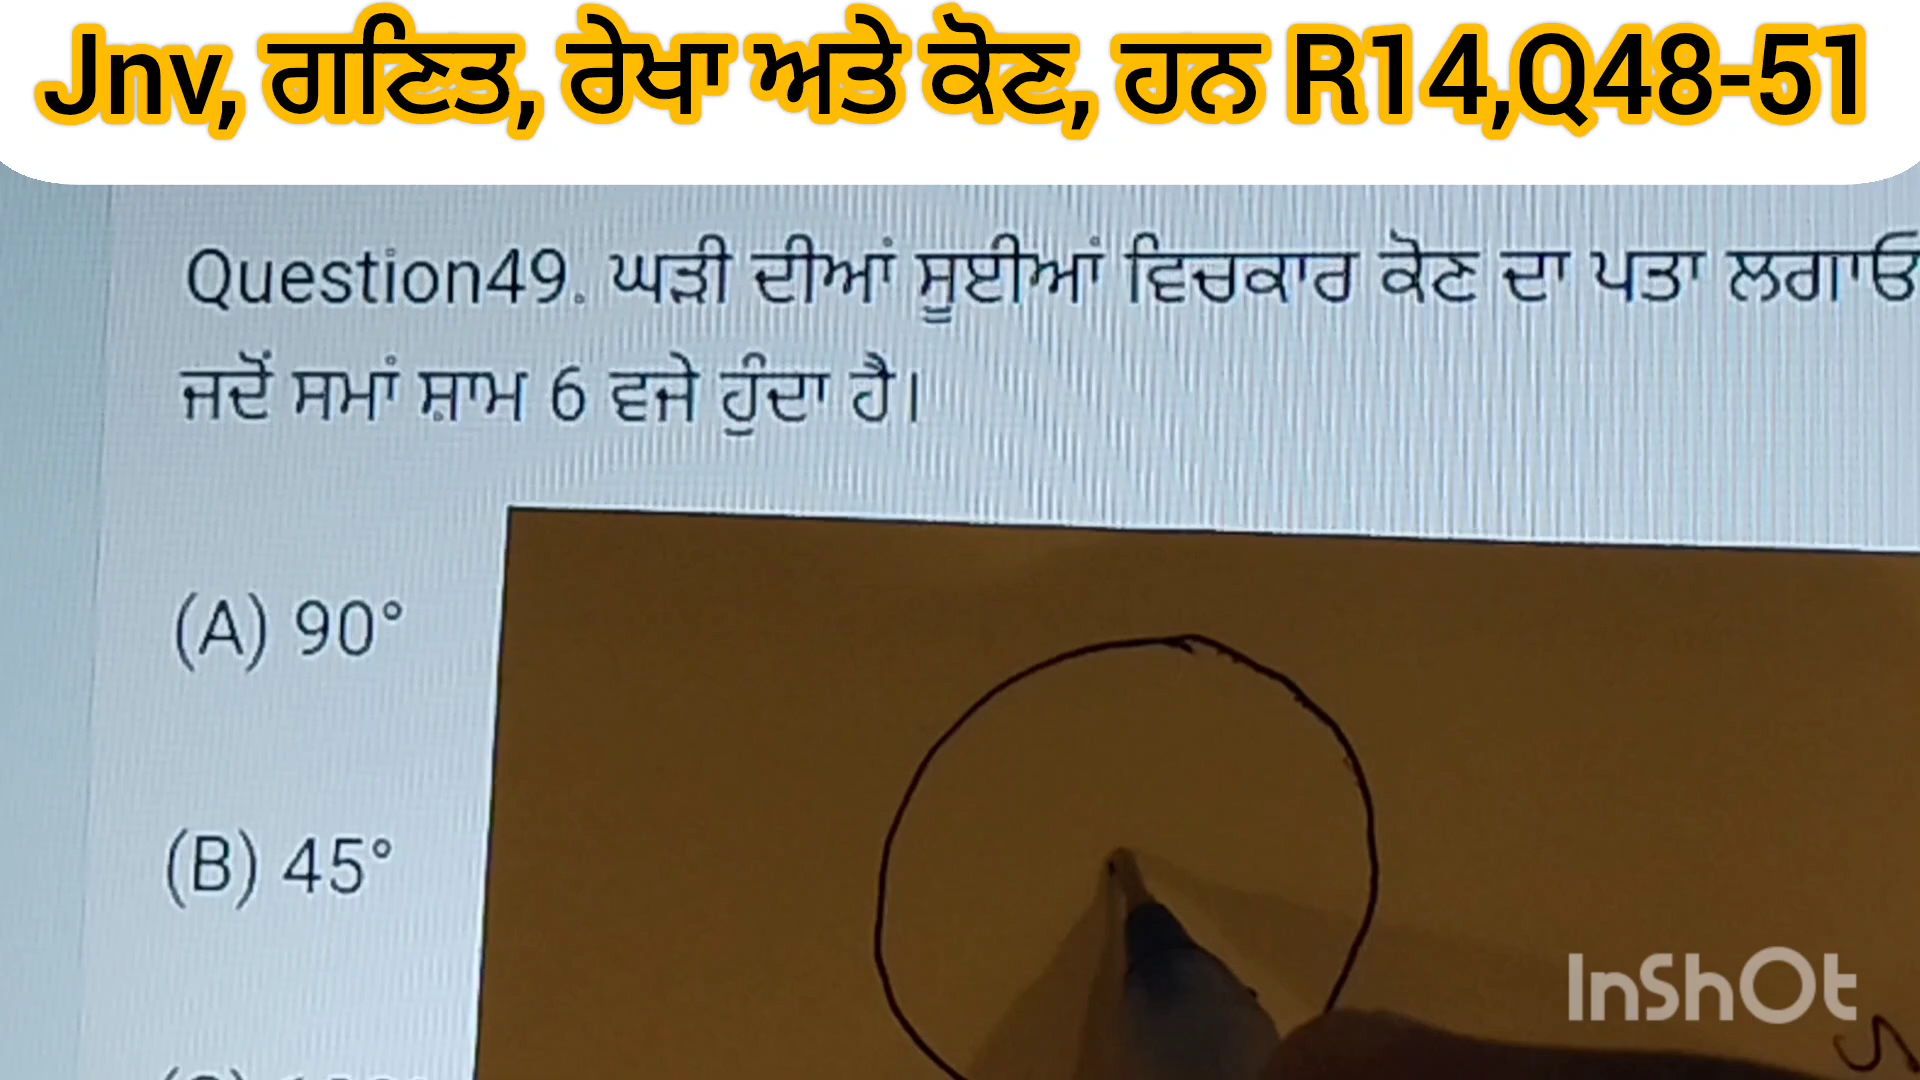 Jnv, ਗਣਿਤ, ਰੇਖਾ ਅਤੇ ਕੋਣ, ਹਨ R14,Q48-51
Question49. ਘੜੀ ਦੀਆਂ ਸੂਈਆਂ ਵਿਚਕਾਰ ਕੋਣ ਦਾ ਪਤਾ ਲਗਾਓ
ਜਦੋਂ ਸਮਾਂ ਸ਼ਾਮ 6 ਵਜੇ ਹੁੰਦਾ ਹੈ।
(A) 90°
(B) 45°
InShOt